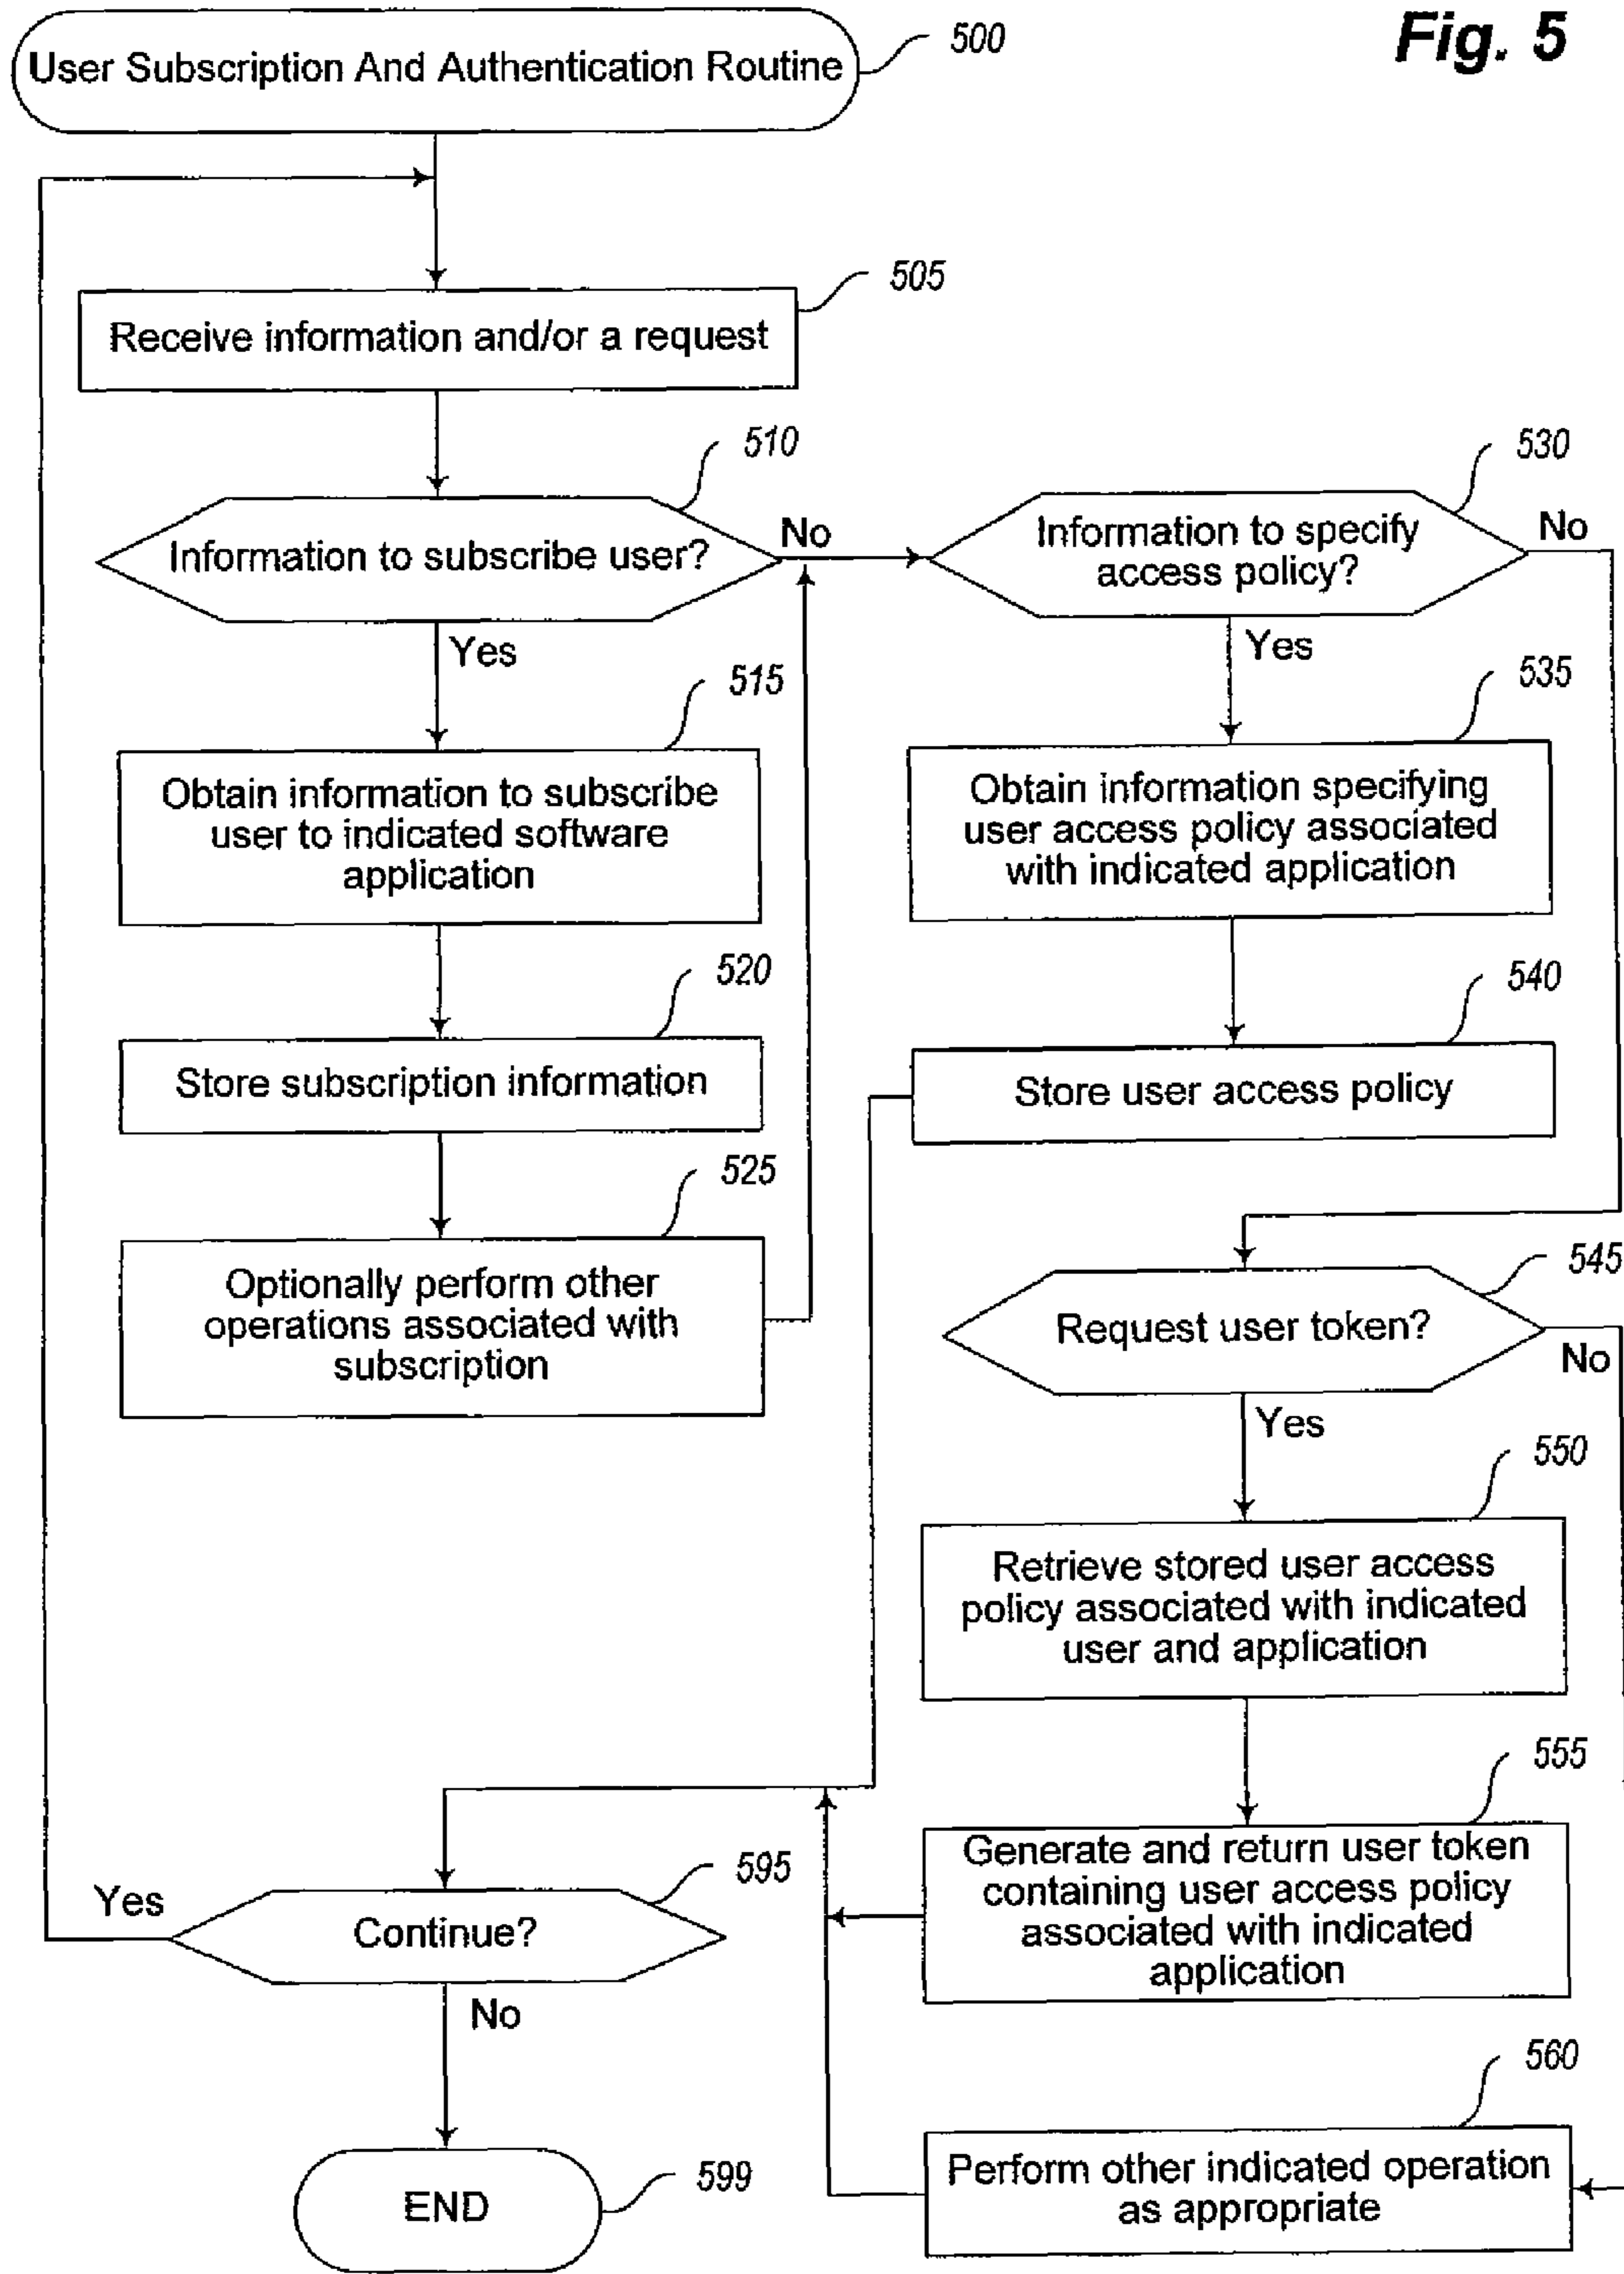 Fig. 5
User Subscription And Authentication Routine
500
505
Receive information and/or a request
510
Information to subscribe user?
No
Yes
515
Obtain information to subscribe
user to indicated software
application
520
Store subscription information
525
Optionally perform other
operations associated with
subscription
530
Information to specify
access policy?
No
Yes
535
Obtain information specifying
user access policy associated
with indicated application
540
Store user access policy
545
Request user token?
No
Yes
550
Retrieve stored user access
policy associated with indicated
user and application
555
Generate and return user token
containing user access policy
associated with indicated
application
560
Perform other indicated operation
as appropriate
595
Yes
Continue?
No
599
END